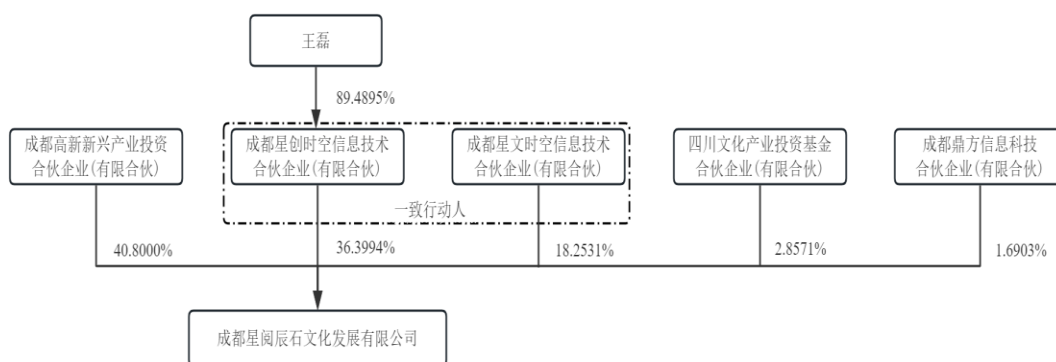 王磊
89.4895%
成都高新新兴产业投资
合伙企业(有限合伙)
成都星创时空信息技术
合伙企业(有限合伙)
成都星文时空信息技术
合伙企业(有限合伙)
四川文化产业投资基金
合伙企业(有限合伙)
成都鼎方信息科技
合伙企业(有限合伙)
一致行动人
40.8000%
36.3994%
18.2531%
2.8571%
1.6903%
成都星阅辰石文化发展有限公司